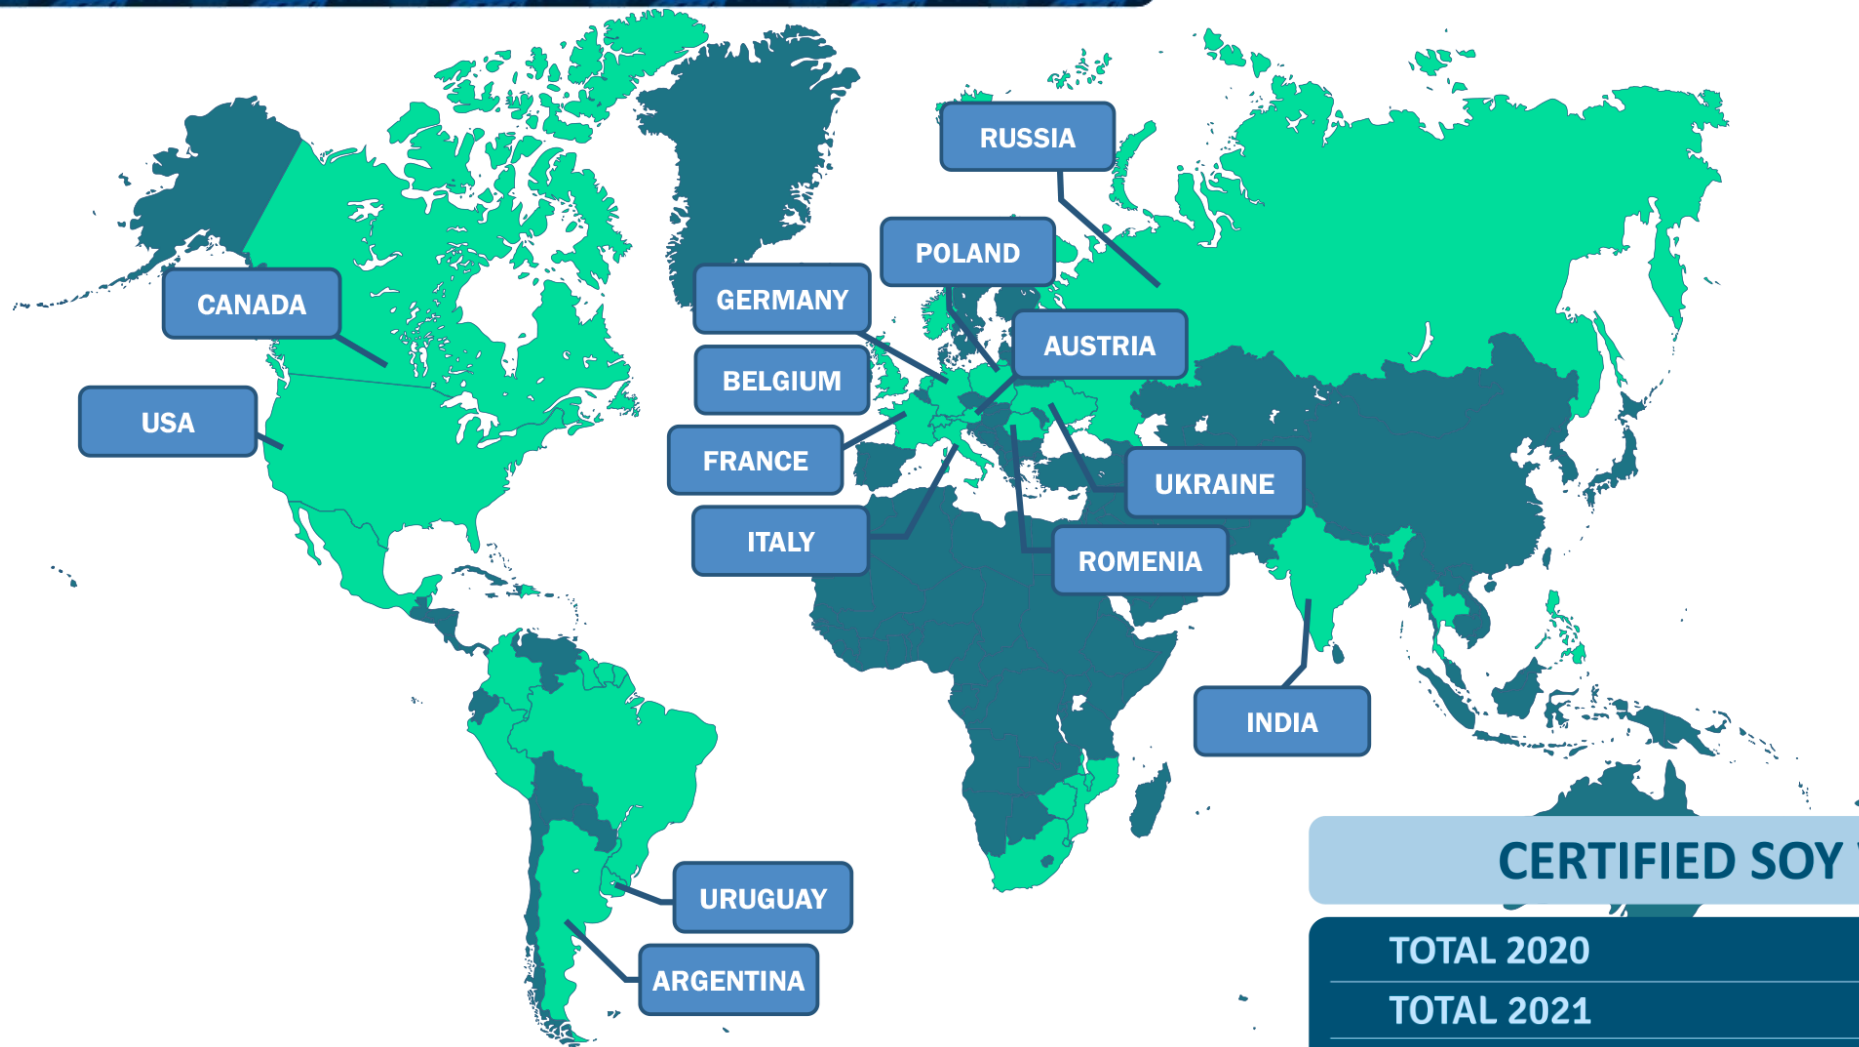 RUSSIA
POLAND
GERMANY
CANADA
AUSTRIA
BELGIUM
USA
FRANCE
UKRAINE
ITALY
ROMENIA
INDIA
CERTIFIED SOY
URUGUAY
TOTAL 2020
ARGENTINA
TOTAL 2021